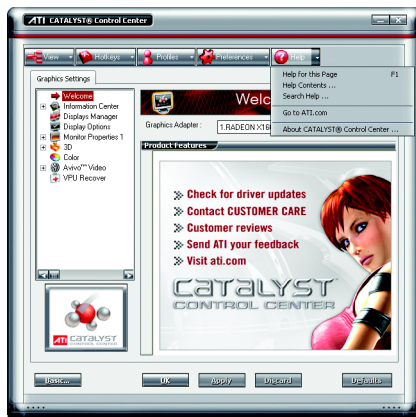 ATI CATALYST® Control Center
View Hotkeys Profiles Preferences Help
Graphics Settings
Help for this Page F1
Help Contents ...
Search Help ...
Go to ATI.com
About CATALYST® Control Center ...
Welcome
Information Center
Displays Manager
Display Options
Monitor Properties 1
3D
Color
Avivo™ Video
VPU Recover
Welc
Graphics Adapter :
1.RADEON X16
Product Features
Check for driver updates
Contact CUSTOMER CARE
Customer reviews
Send ATI your feedback
Visit ati.com
CATALYST
CONTROL CENTER
ATI CATALYST
CONTROL CENTER
Basic...
OK Apply Discard Defaults